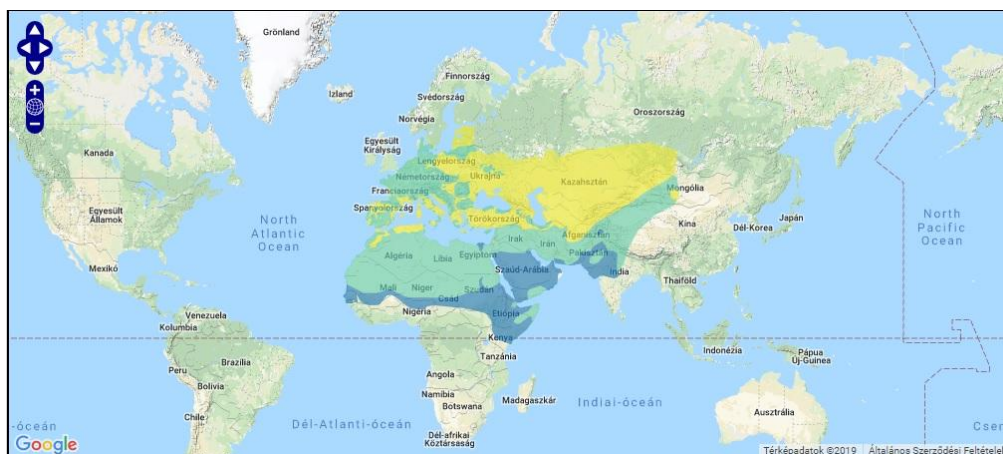 Grönland
Izland
Finnország
Svédország
Norvégia
Oroszország
Egyesült
Királyság
Kanada
Lengyelország
Németország
Ukrajna
Kazahsztán
Mongólia
Franciaország
Spanyolország
Törökország
Egyesült
Államok
North
Atlantic
Ocean
Afganisztán
Kína
Japán
Dél-Korea
North
Pacific
Ocean
Irak
Irán
Pakisztán
Algéria
Líbia
Egyiptom
Szaúd-Arábia
India
Mexikó
Mali
Niger
Csád
Szudán
Thaiföld
Nigéria
Etiópia
Venezuela
Kolumbia
Kenya
Tanzánia
Indonézia
Pápua
Új-Guinea
Brazília
Peru
Bolívia
Angola
Namíbia
Botswana
Madagaszkár
Indiai-óceán
Ausztrália
Chile
-óceán
Dél-Atlanti-óceán
Dél-afrikai
Köztársaság
Csen
Google
Térképadatok ©2019
Általános Szerződési Feltételek